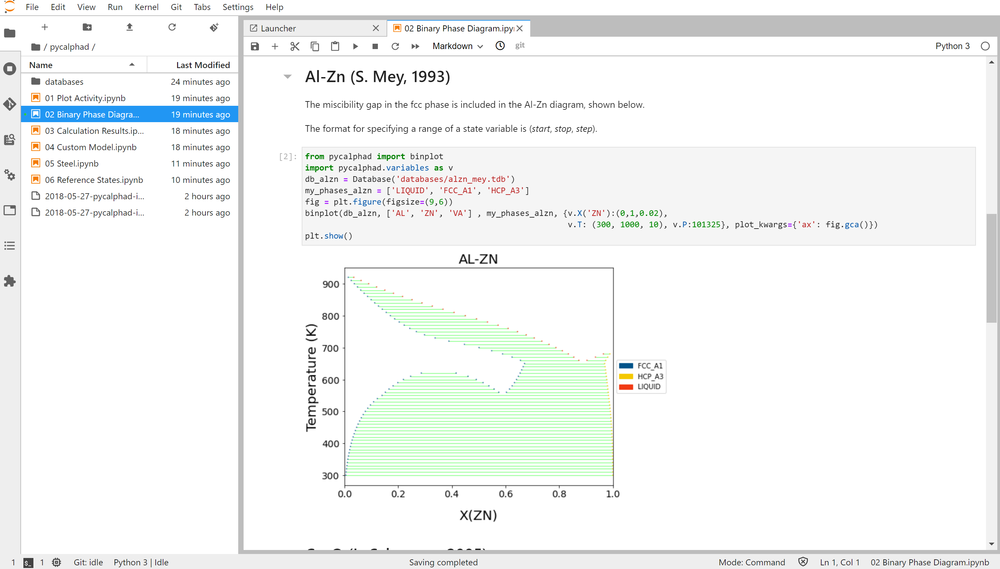 File Edit View Run Kernel Git Tabs Settings Help
/ pycalphad /
Name Last Modified
databases 24 minutes ago
01 Plot Activity.ipynb 19 minutes ago
02 Binary Phase Diagra... 19 minutes ago
03 Calculation Results.ip... 18 minutes ago
04 Custom Model.ipynb 18 minutes ago
05 Steel.ipynb 11 minutes ago
06 Reference States.ipynb 10 minutes ago
2018-05-27-pycalphad-i... 2 hours ago
2018-05-27-pycalphad-i... 2 hours ago
Launcher
02 Binary Phase Diagram.ipy
Markdown git Python 3
Al-Zn (S. Mey, 1993)
The miscibility gap in the fcc phase is included in the Al-Zn diagram, shown below.
The format for specifying a range of a state variable is (start, stop, step).
[2]:
from pycalphad import binplot
import pycalphad.variables as v
db_alzn = Database('databases/alzn_mey.tdb')
my_phases_alzn = ['LIQUID', 'FCC_A1', 'HCP_A3']
fig = plt.figure(figsize=(9,6))
binplot(db_alzn, ['AL', 'ZN', 'VA'] , my_phases_alzn, {v.X('ZN'):(0,1,0.02),
v.T: (300, 1000, 10), v.P:101325}, plot_kwargs={'ax': fig.gca()})
plt.show()
AL-ZN
Temperature (K)
900
800
700
600
500
400
300
0.0 0.2 0.4 0.6 0.8 1.0
X(ZN)
FCC_A1
HCP_A3
LIQUID
1 $_ 1 Git: idle Python 3 | Idle Saving completed Mode: Command Ln 1, Col 1 02 Binary Phase Diagram.ipynb